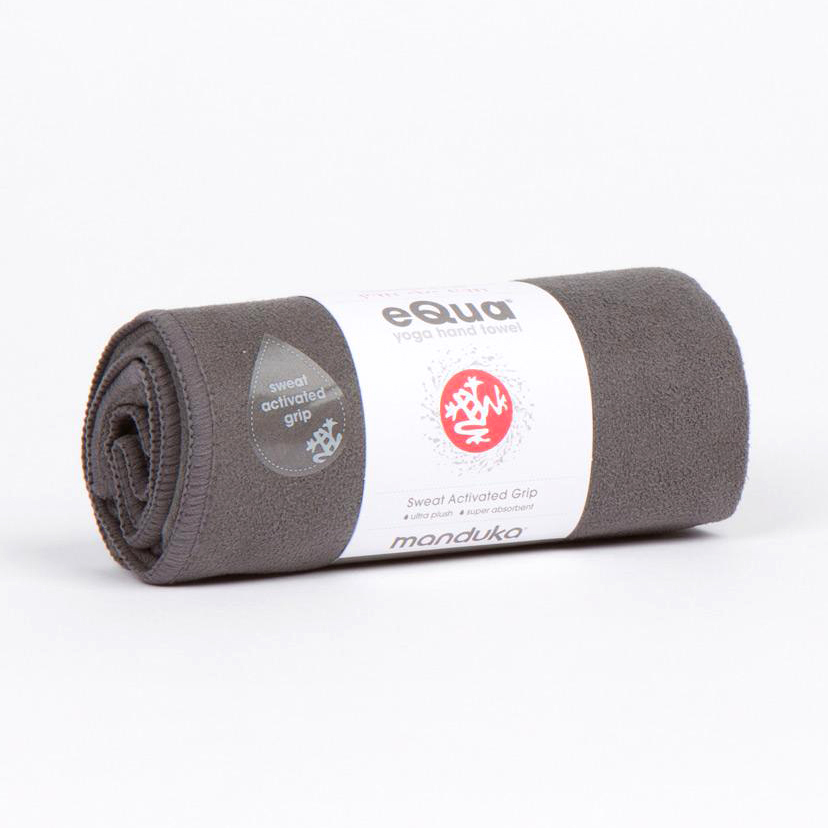 eQua®
yoga hand towel
sweat
activated
grip
Sweat Activated Grip
ultra plush super absorbent
manduka